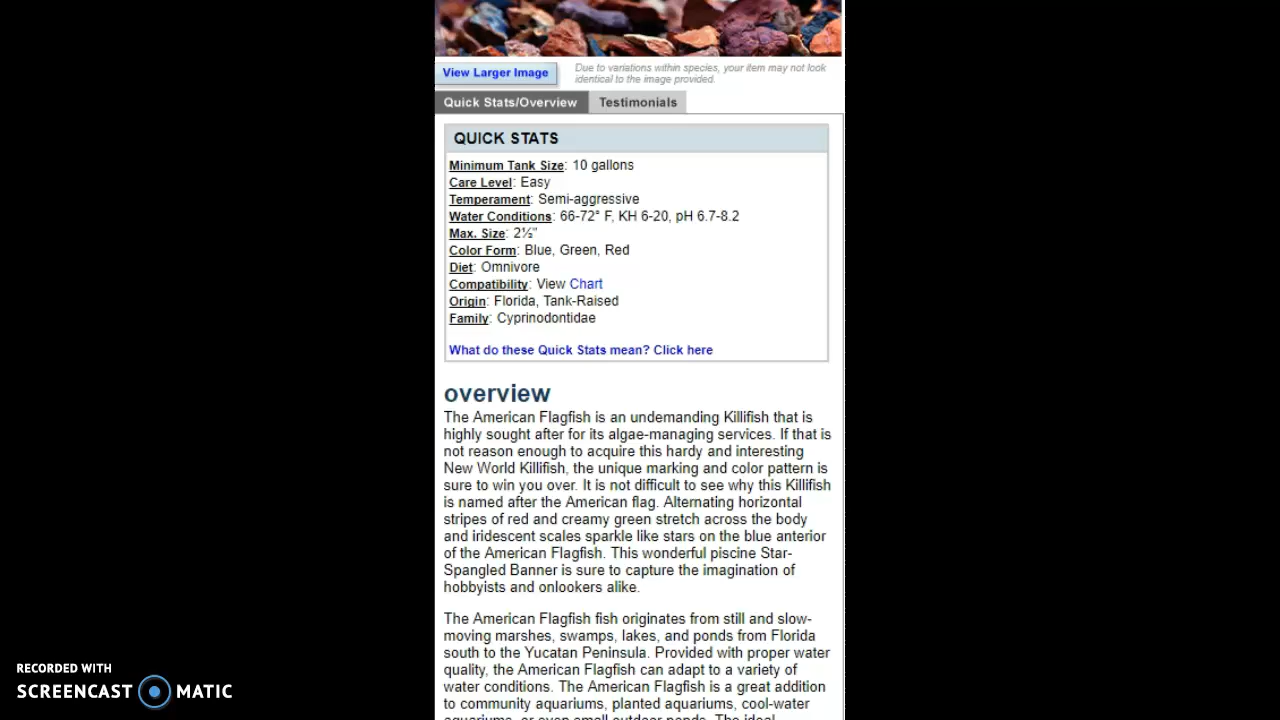 View Larger Image
Due to variations within species, your item may not look
identical to the image provided.
Quick Stats/Overview
Testimonials
QUICK STATS
Minimum Tank Size: 10 gallons
Care Level: Easy
Temperament: Semi-aggressive
Water Conditions: 66-72° F, KH 6-20, pH 6.7-8.2
Max. Size: 2½"
Color Form: Blue, Green, Red
Diet: Omnivore
Compatibility: View Chart
Origin: Florida, Tank-Raised
Family: Cyprinodontidae
What do these Quick Stats mean? Click here
overview
The American Flagfish is an undemanding Killifish that is
highly sought after for its algae-managing services. If that is
not reason enough to acquire this hardy and interesting
New World Killifish, the unique marking and color pattern is
sure to win you over. It is not difficult to see why this Killifish
is named after the American flag. Alternating horizontal
stripes of red and creamy green stretch across the body
and iridescent scales sparkle like stars on the blue anterior
of the American Flagfish. This wonderful piscine Star-
Spangled Banner is sure to capture the imagination of
hobbyists and onlookers alike.
The American Flagfish fish originates from still and slow-
moving marshes, swamps, lakes, and ponds from Florida
south to the Yucatan Peninsula. Provided with proper water
quality, the American Flagfish can adapt to a variety of
water conditions. The American Flagfish is a great addition
to community aquariums, planted aquariums, cool-water
aquariums, or even small outdoor ponds. The ideal
RECORDED WITH
SCREENCAST MATIC